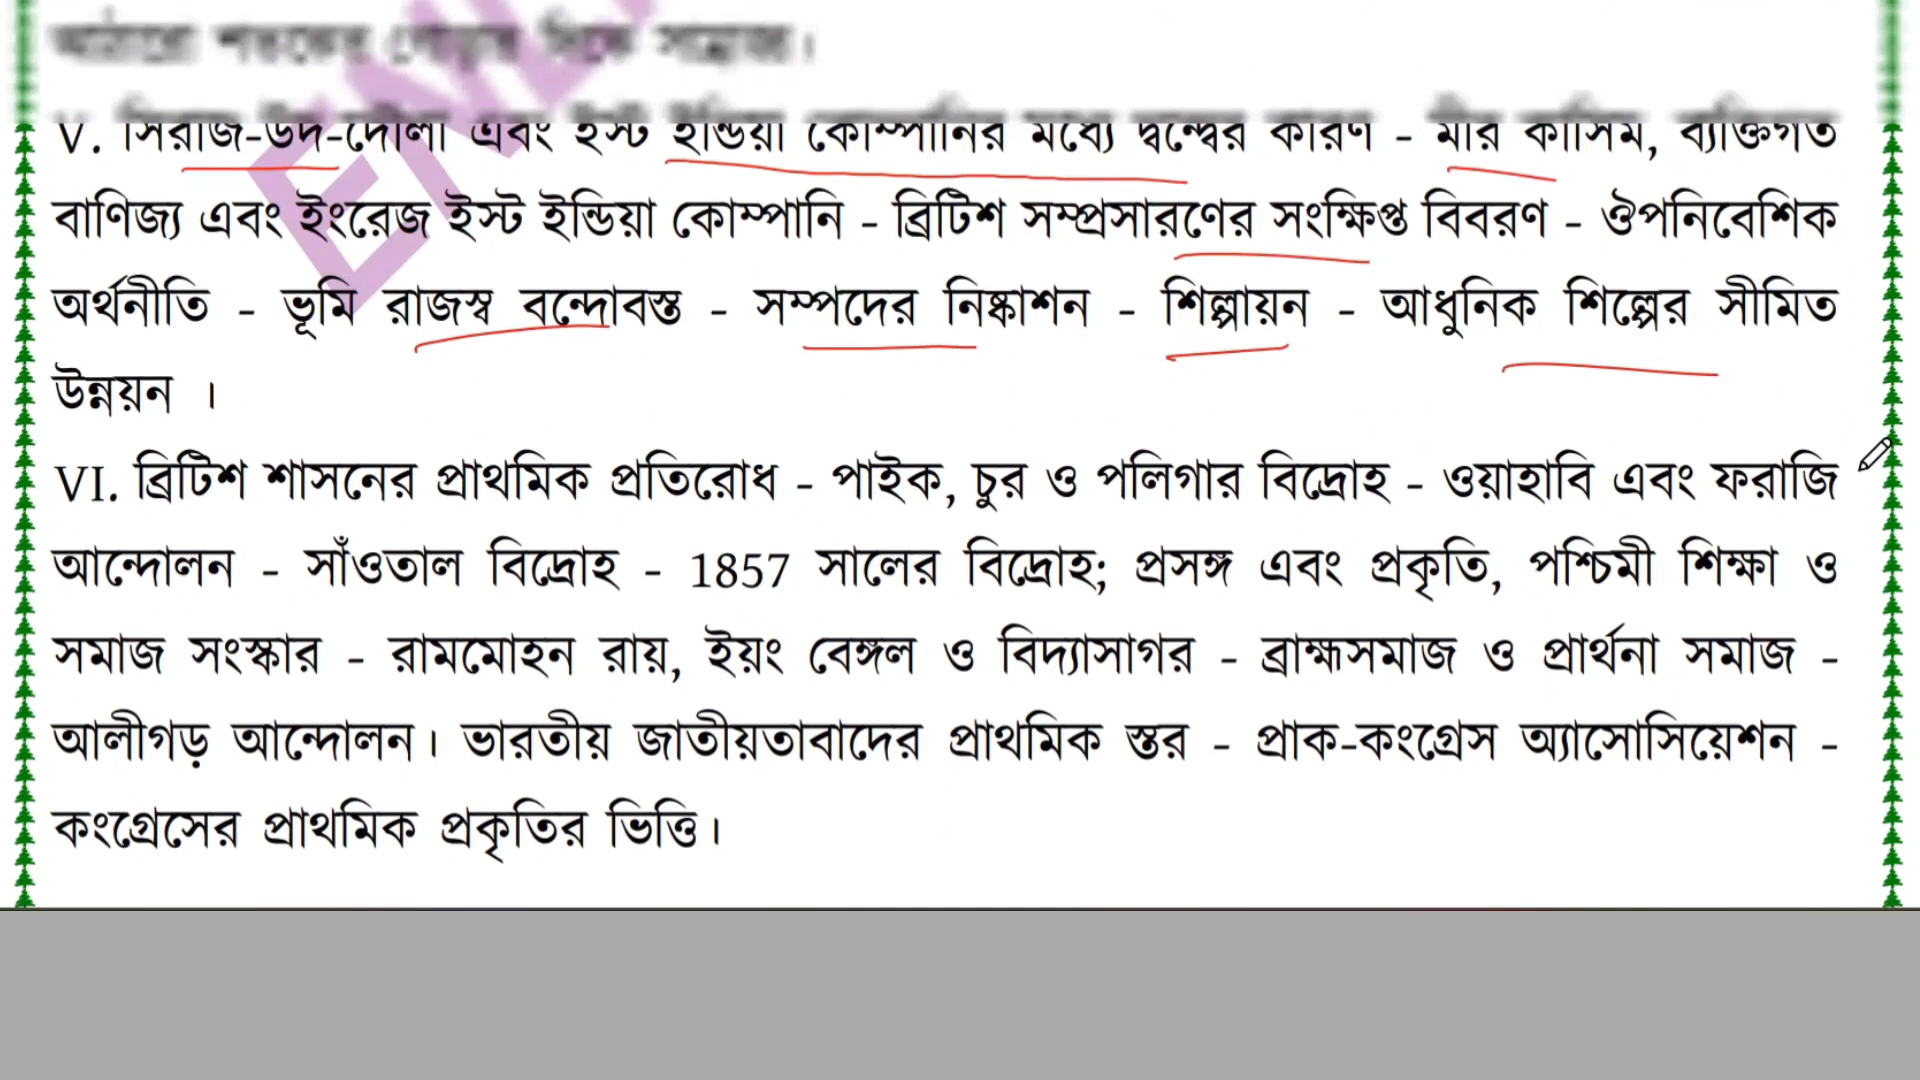 V. সিরাজ-উদ-দৌলা এবং ইস্ট ইন্ডিয়া কোম্পানির মধ্যে দ্বন্দ্বের কারণ - মীর কাসিম, ব্যক্তিগত
বাণিজ্য এবং ইংরেজ ইস্ট ইন্ডিয়া কোম্পানি - ব্রিটিশ সম্প্রসারণের সংক্ষিপ্ত বিবরণ - ঔপনিবেশিক
অর্থনীতি - ভূমি রাজস্ব বন্দোবস্ত - সম্পদের নিষ্কাশন - শিল্পায়ন - আধুনিক শিল্পের সীমিত
উন্নয়ন ।
VI. ব্রিটিশ শাসনের প্রাথমিক প্রতিরোধ - পাইক, চুর ও পলিগার বিদ্রোহ - ওয়াহাবি এবং ফরাজি
আন্দোলন - সাঁওতাল বিদ্রোহ - 1857 সালের বিদ্রোহ; প্রসঙ্গ এবং প্রকৃতি, পশ্চিমী শিক্ষা ও
সমাজ সংস্কার - রামমোহন রায়, ইয়ং বেঙ্গল ও বিদ্যাসাগর - ব্রাহ্মসমাজ ও প্রার্থনা সমাজ -
আলীগড় আন্দোলন। ভারতীয় জাতীয়তাবাদের প্রাথমিক স্তর - প্রাক-কংগ্রেস অ্যাসোসিয়েশন -
কংগ্রেসের প্রাথমিক প্রকৃতির ভিত্তি।